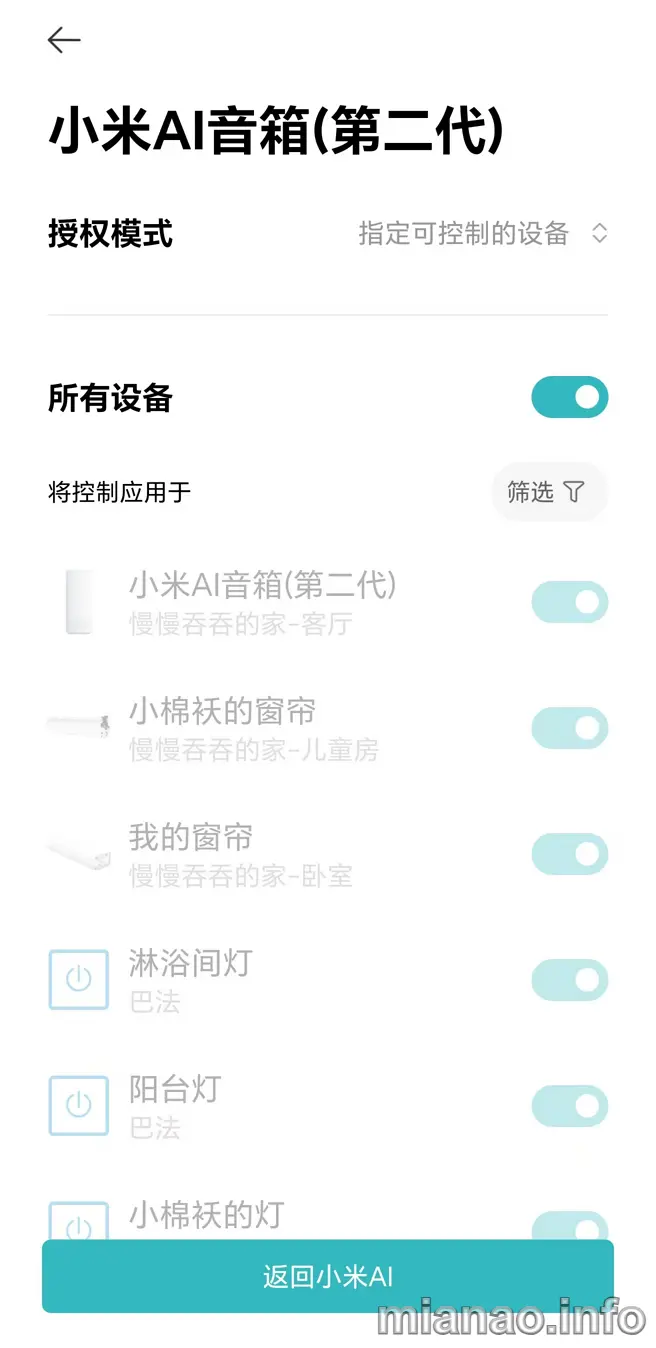 小米AI音箱(第二代)
授权模式
指定可控制的设备
所有设备
将控制应用于
筛选
小米AI音箱(第二代)
慢慢吞吞的家-客厅
小棉袄的窗帘
慢慢吞吞的家-儿童房
我的窗帘
慢慢吞吞的家-卧室
淋浴间灯
巴法
阳台灯
巴法
小棉袄的灯
返回小米AI
mianao.info